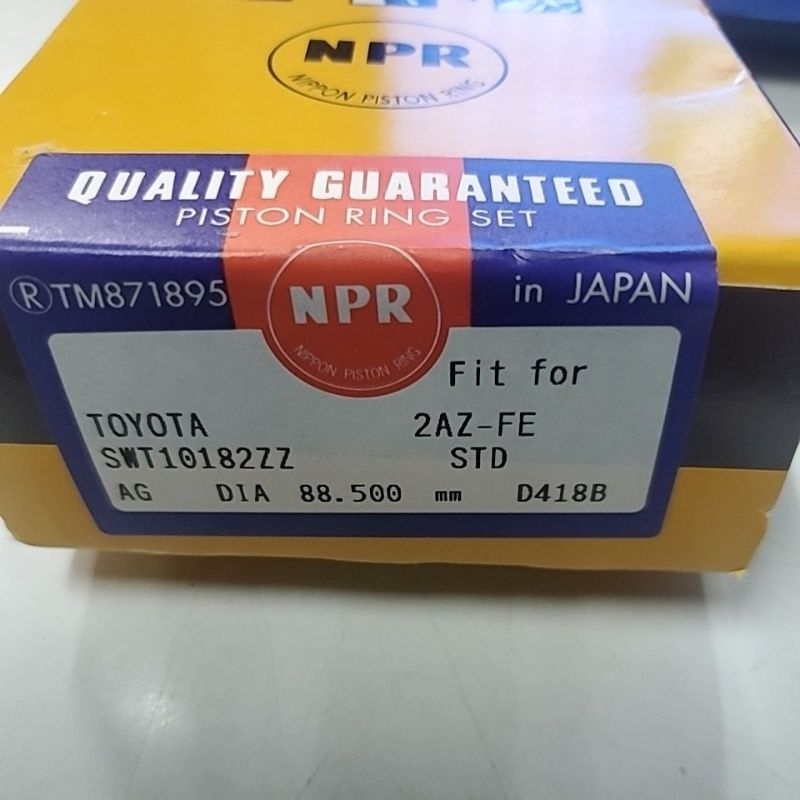 NPR
NIPPON PISTON RING
QUALITY GUARANTEED
PISTON RING SET
®TM871895
NPR
NIPPON PISTON RING
in JAPAN
Fit for
TOYOTA 2AZ-FE
SWT10182ZZ STD
AG DIA 88.500 mm D418B